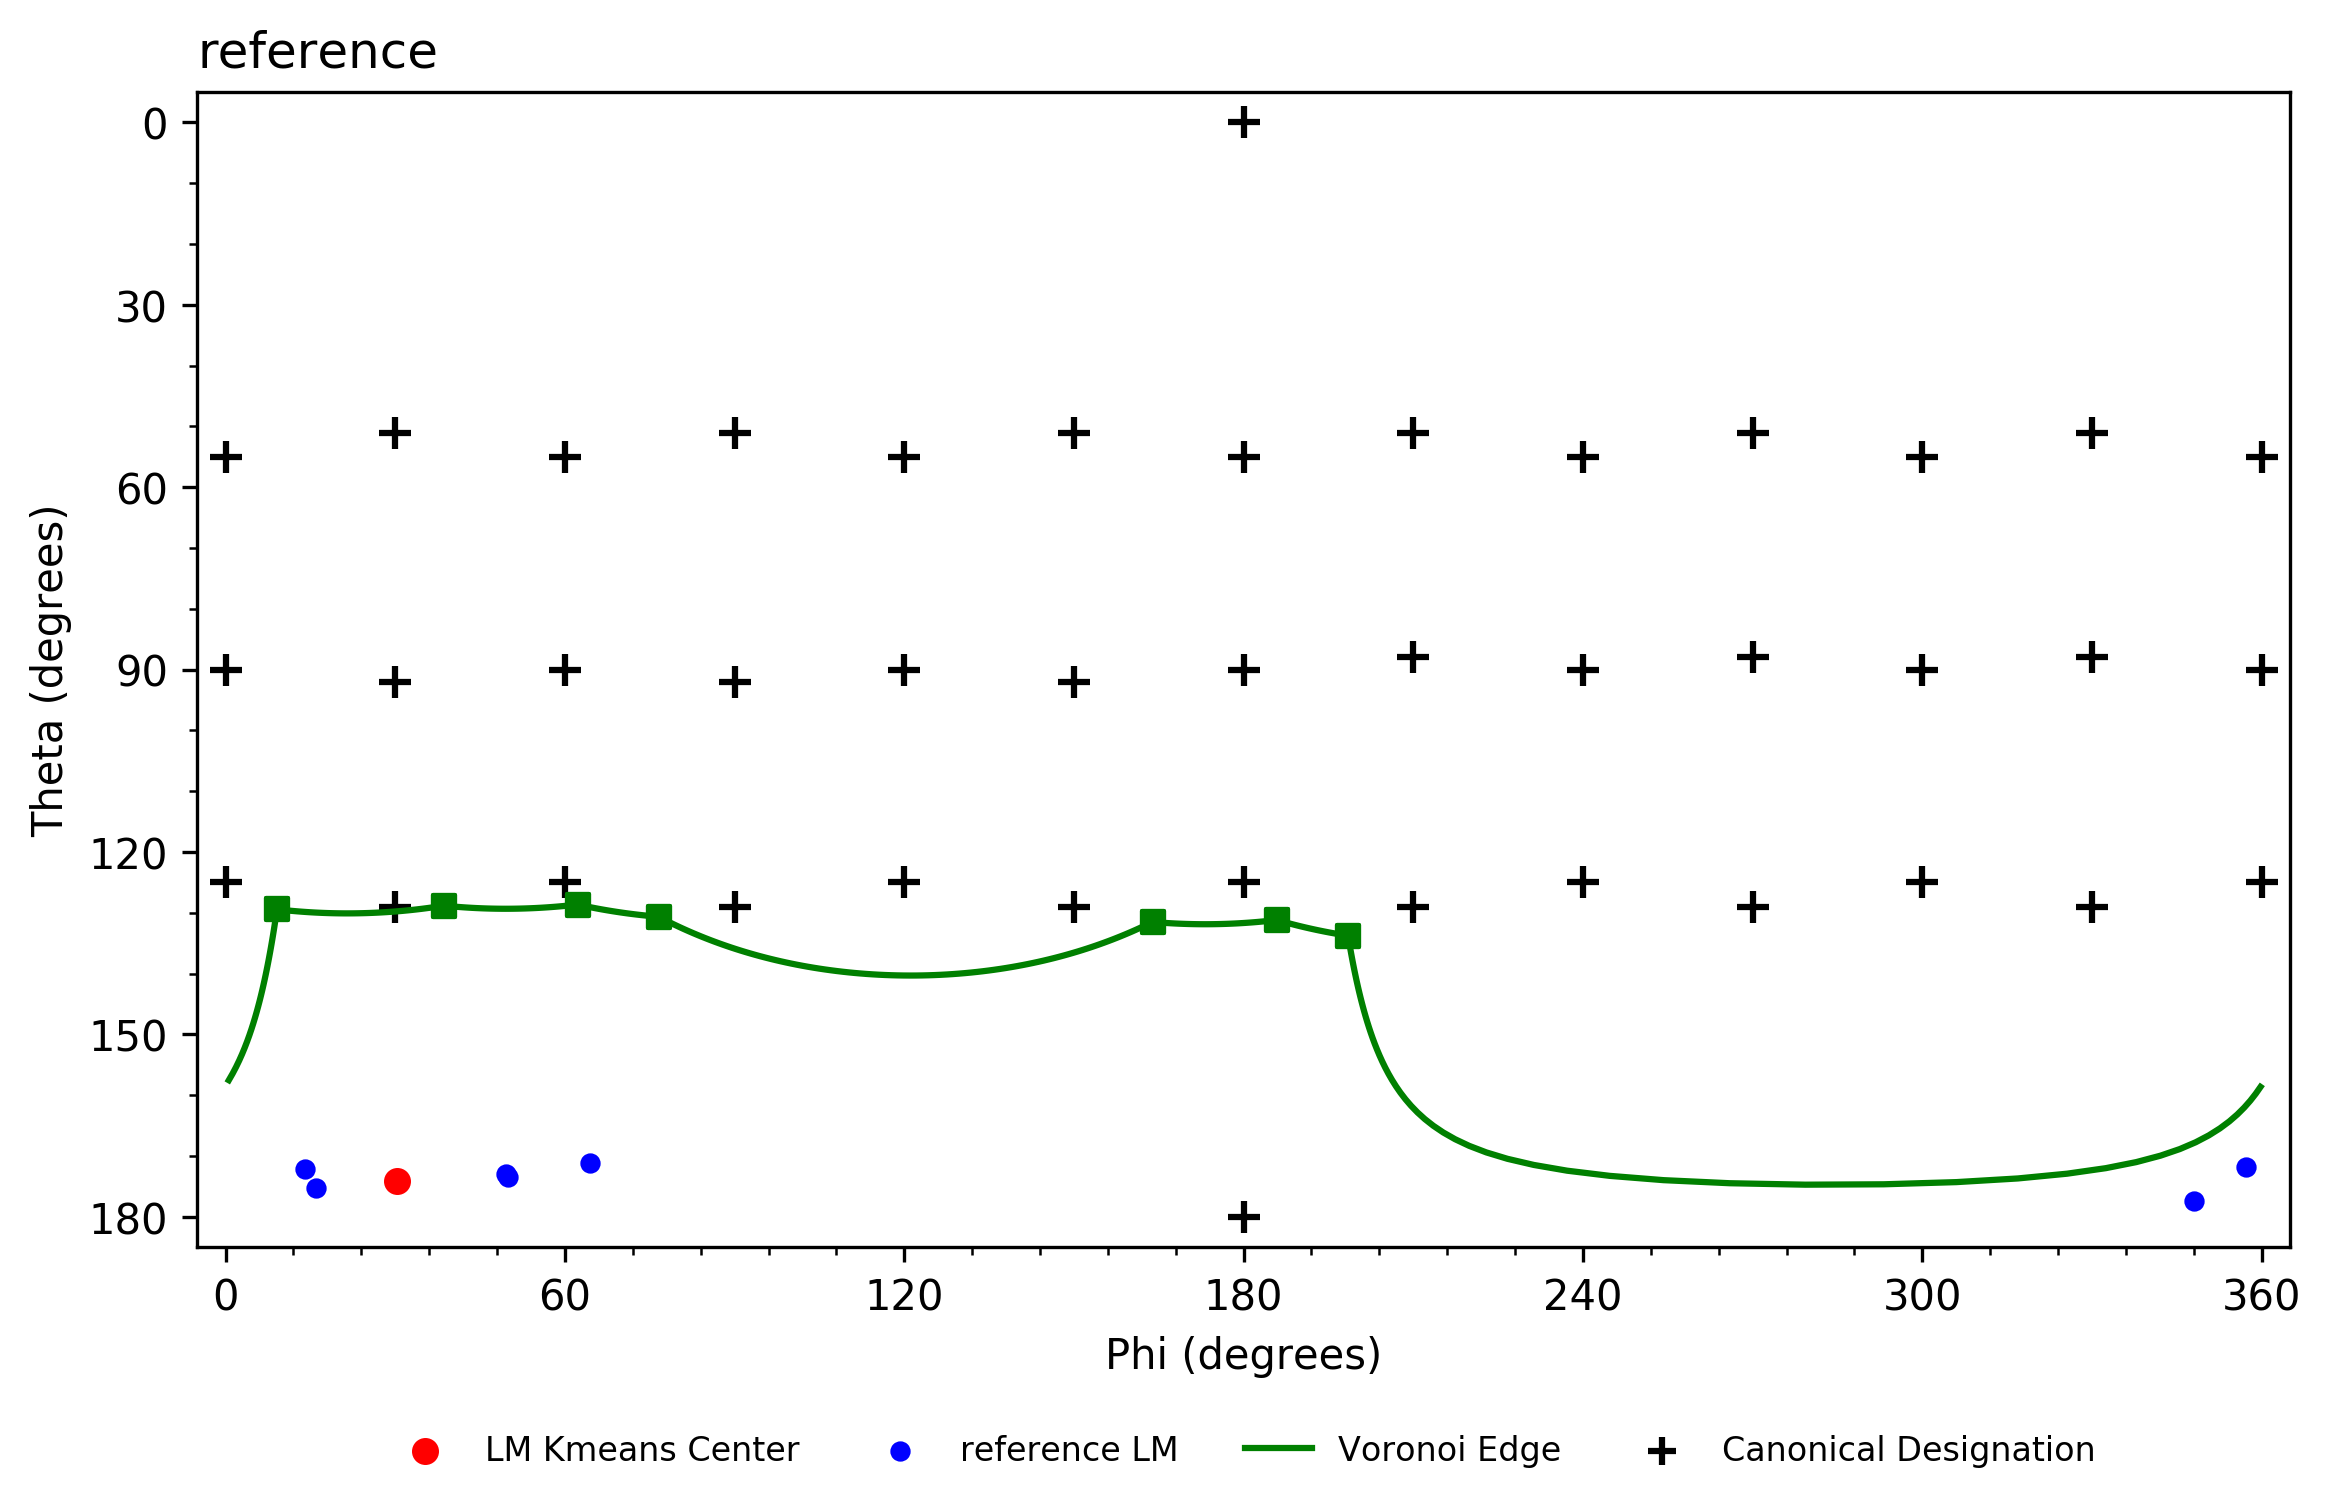 reference
0
30
60
90
120
150
180
Theta (degrees)
0 60 120 180 240 300 360
Phi (degrees)
LM Kmeans Center reference LM Voronoi Edge Canonical Designation